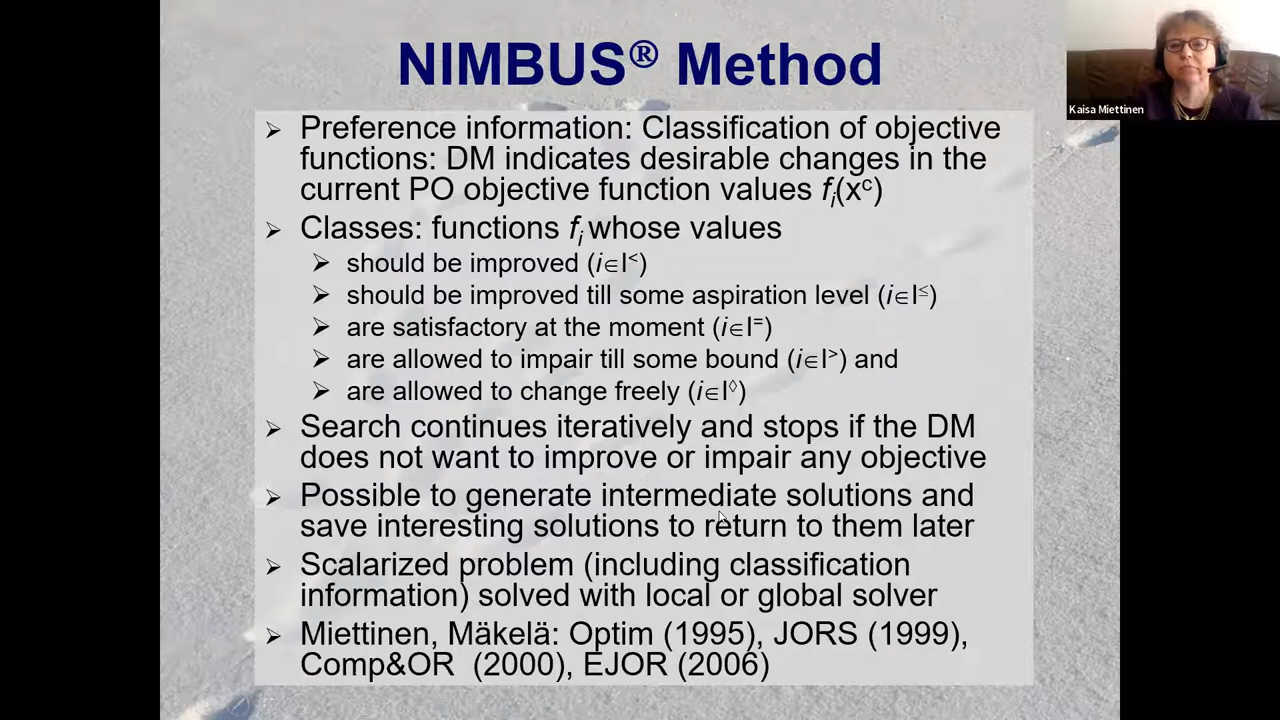 NIMBUS® Method
Kaisa Miettinen
➢ Preference information: Classification of objective
functions: DM indicates desirable changes in the
current PO objective function values fᵢ(xᶜ)
➢ Classes: functions fᵢ whose values
➢ should be improved (i∈I<)
➢ should be improved till some aspiration level (i∈I≤)
➢ are satisfactory at the moment (i∈I=)
➢ are allowed to impair till some bound (i∈I>) and
➢ are allowed to change freely (i∈I◊)
➢ Search continues iteratively and stops if the DM
does not want to improve or impair any objective
➢ Possible to generate intermediate solutions and
save interesting solutions to return to them later
➢ Scalarized problem (including classification
information) solved with local or global solver
➢ Miettinen, Mäkelä: Optim (1995), JORS (1999),
Comp&OR (2000), EJOR (2006)